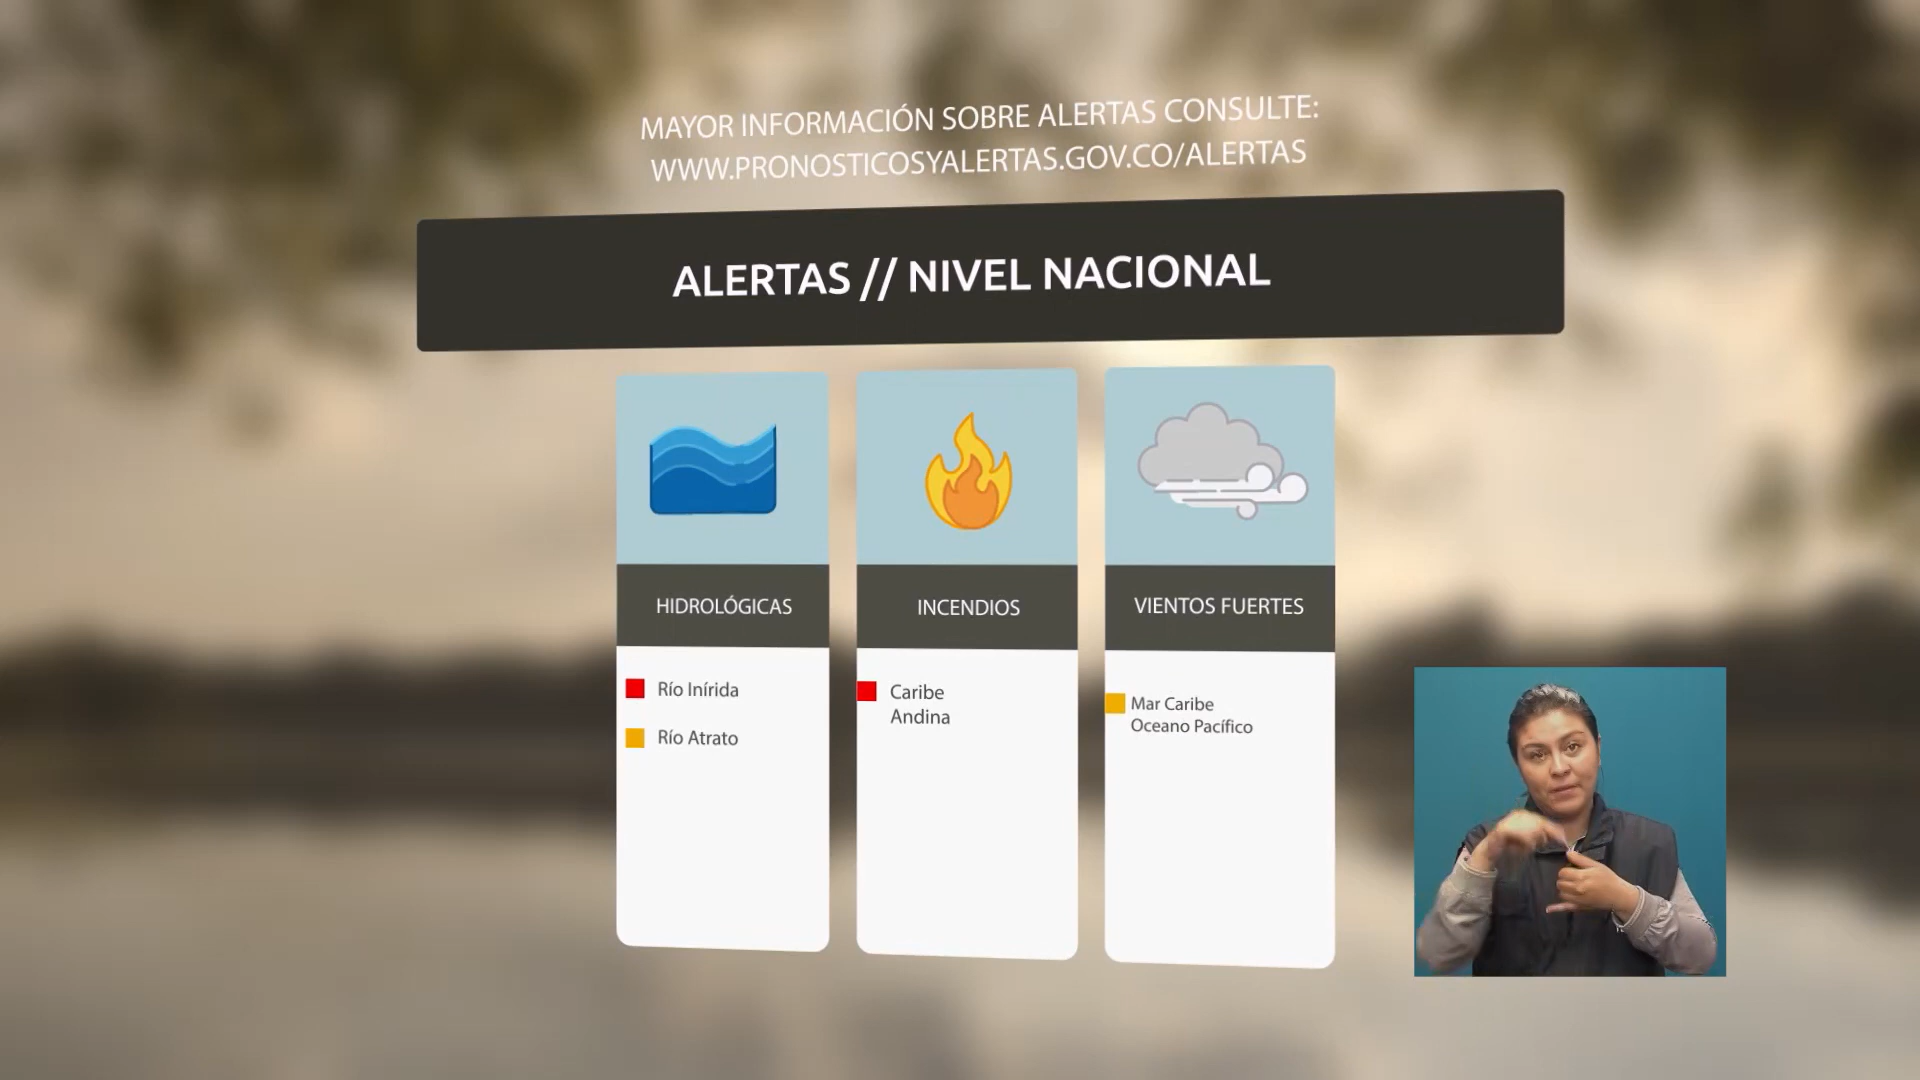 MAYOR INFORMACIÓN SOBRE ALERTAS CONSULTE:
WWW.PRONOSTICOSYALERTAS.GOV.CO/ALERTAS
ALERTAS // NIVEL NACIONAL
HIDROLÓGICAS
Río Inírida
Río Atrato
INCENDIOS
Caribe
Andina
VIENTOS FUERTES
Mar Caribe
Oceano Pacífico